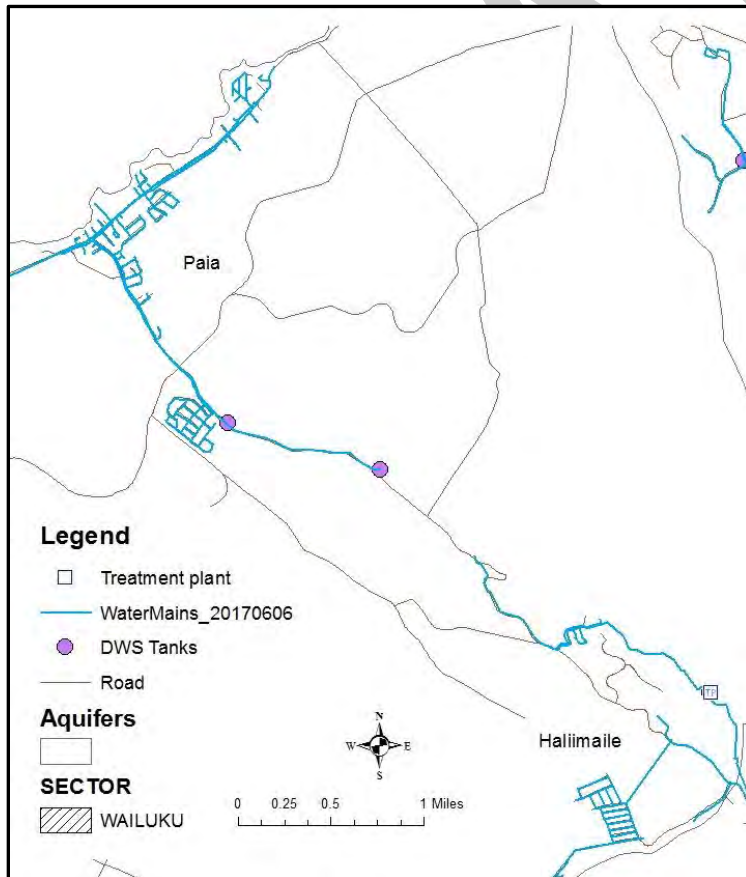 Paia
Legend
Treatment plant
WaterMains_20170606
DWS Tanks
Road
Aquifers
SECTOR
WAILUKU
N
W E
S
0 0.25 0.5 1 Miles
Haliimaile
TP